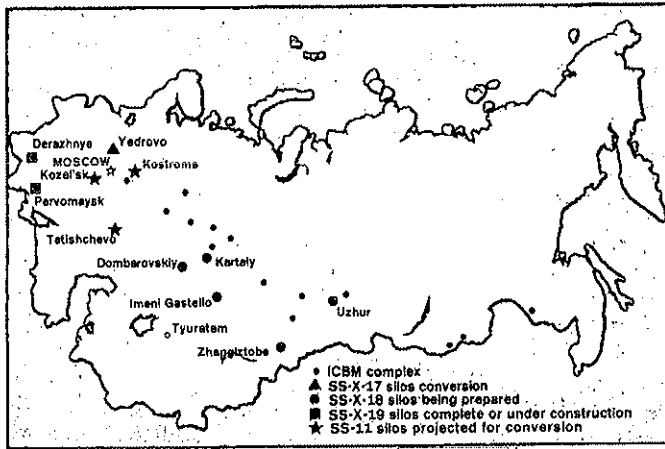 Derazhnye
Yedrovo
MOSCOW
Kozel'sk
Kostroma
Pervomaysk
Tatishchevo
Dombarovskiy
Kartaly
Imeni Gastello
Uzhur
Tyuratam
Zhangiztobe
ICBM complex
SS-X-17 silos conversion
SS-X-18 silos being prepared
SS-X-19 silos complete or under construction
SS-11 silos projected for conversion